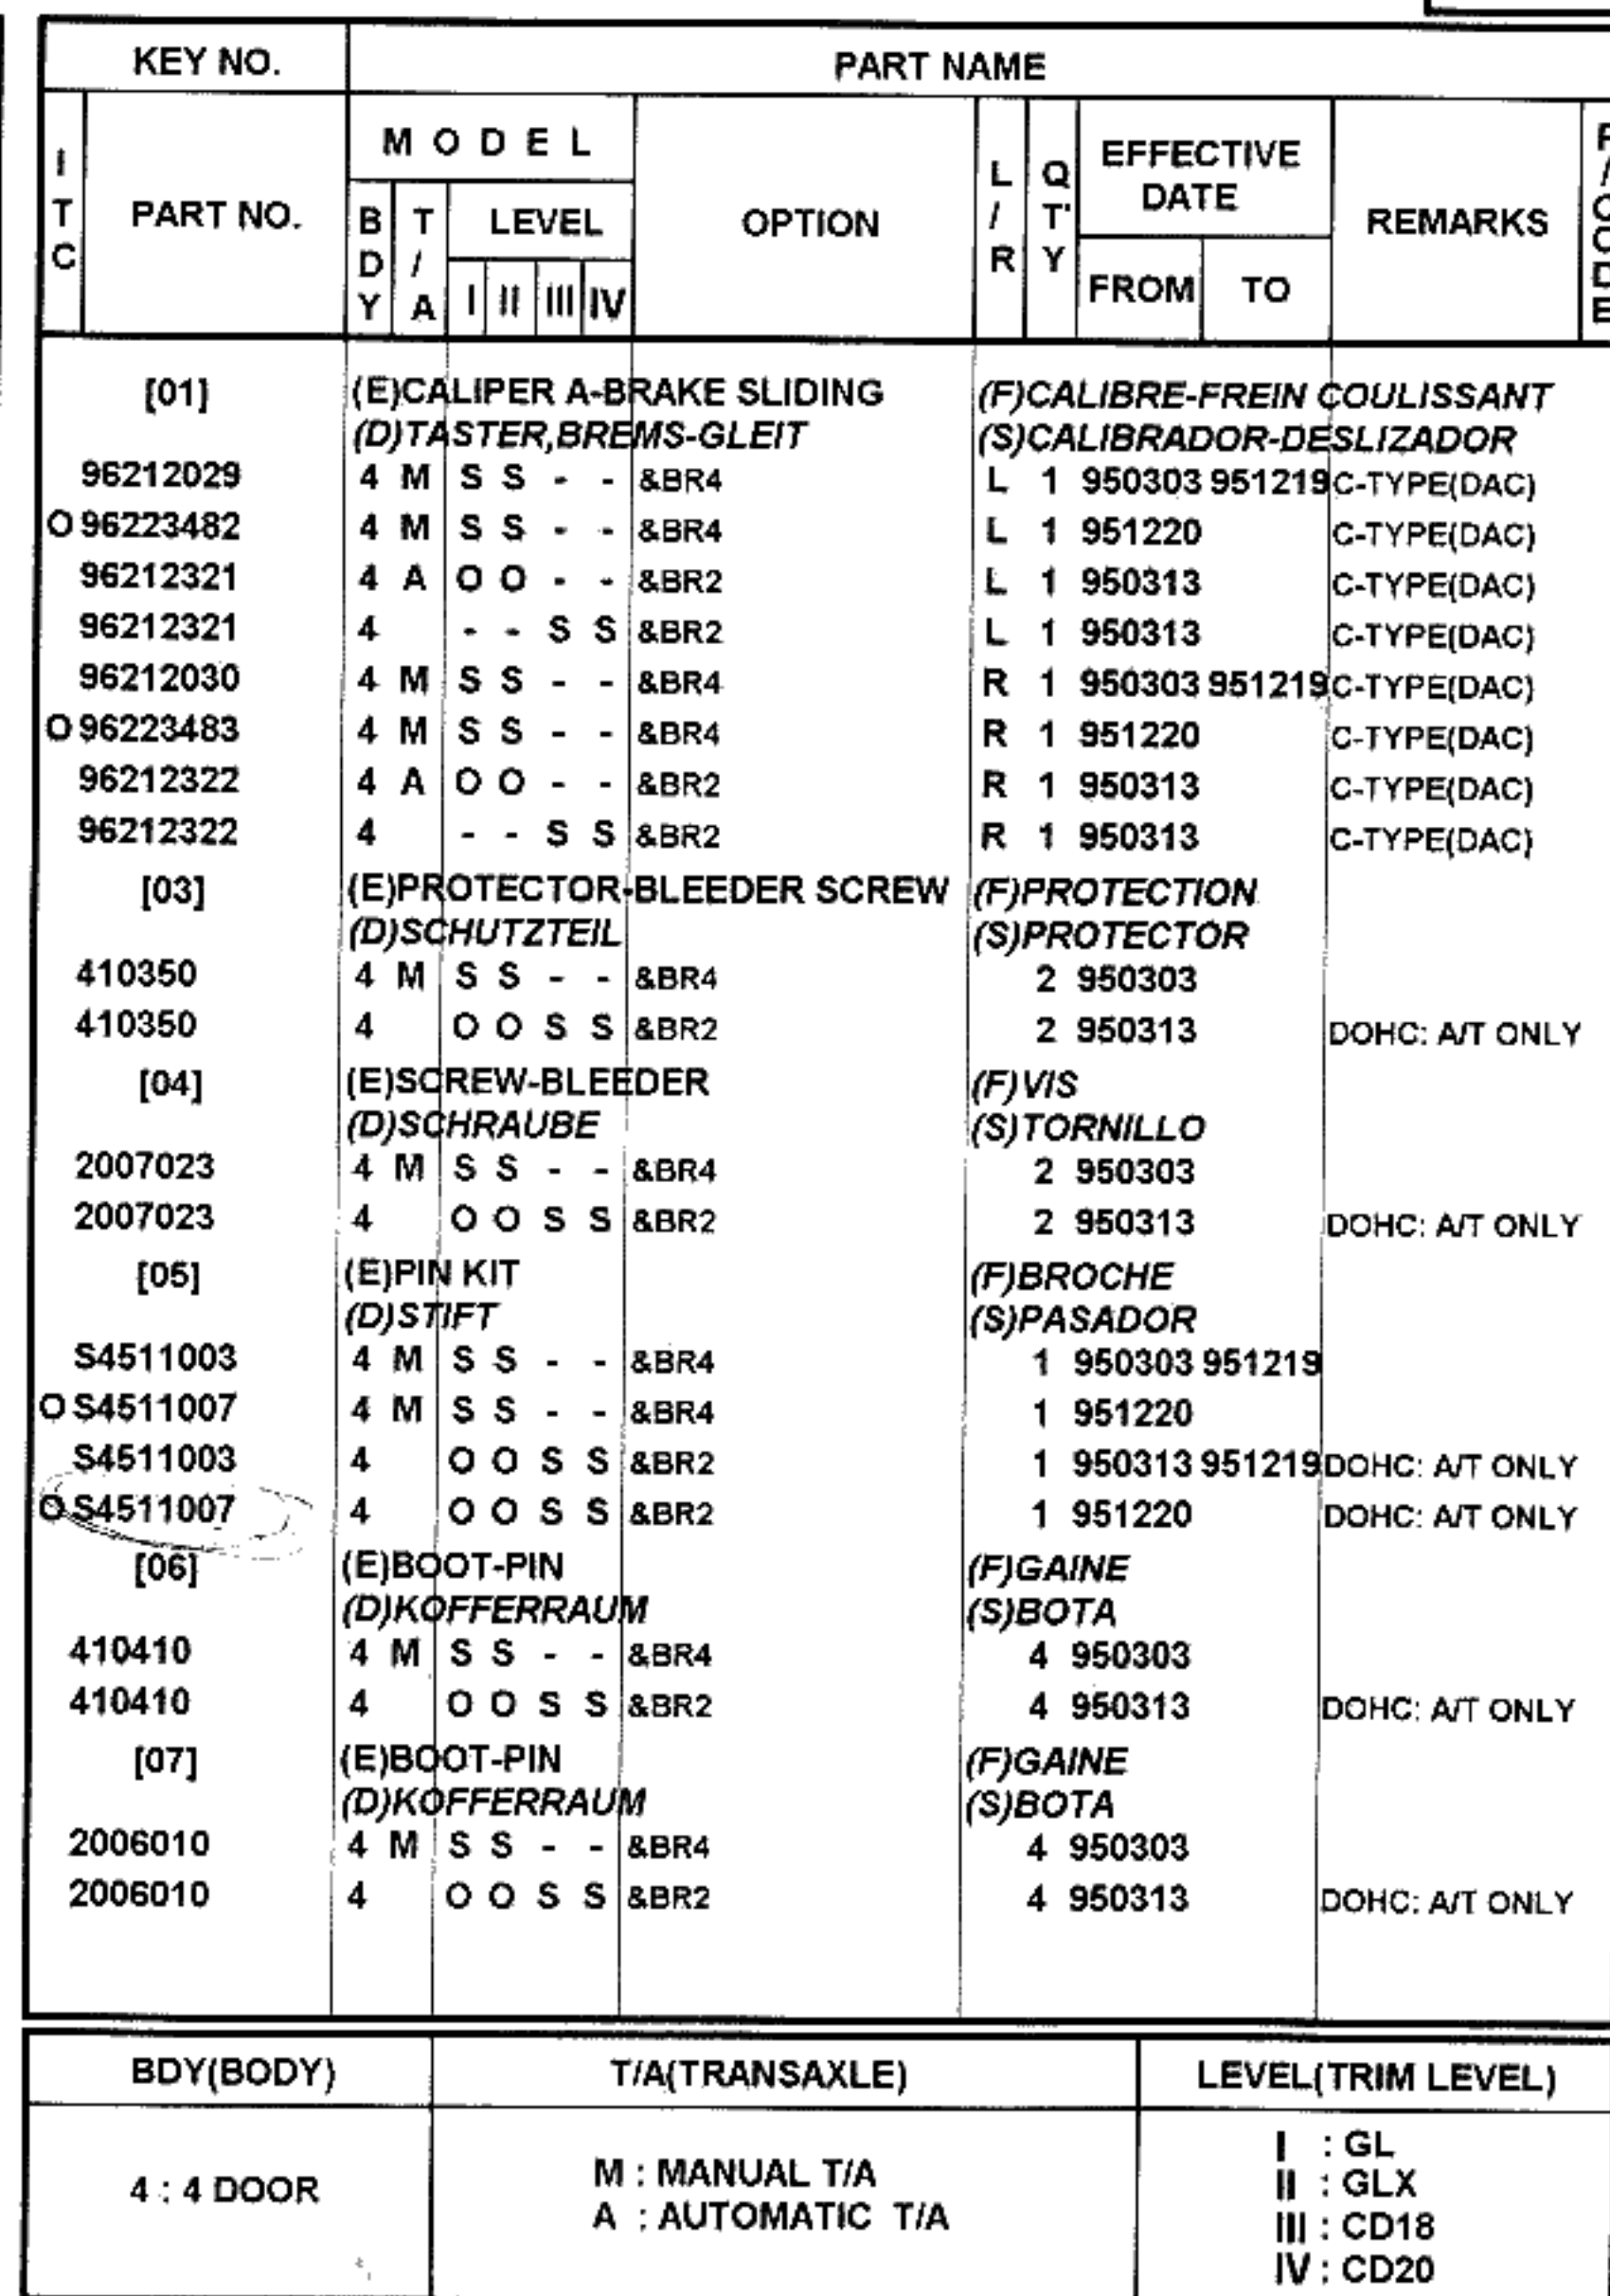 KEY NO. PART NAME
ITC PART NO. MODEL OPTION L/R QT'Y EFFECTIVE DATE REMARKS
BDY T/A LEVEL FROM TO
I II III IV
[01] (E)CALIPER A-BRAKE SLIDING (F)CALIBRE-FREIN COULISSANT
(D)TASTER,BREMS-GLEIT (S)CALIBRADOR-DESLIZADOR
96212029 4 M S S - - &BR4 L 1 950303 951219 C-TYPE(DAC)
O 96223482 4 M S S - - &BR4 L 1 951220 C-TYPE(DAC)
96212321 4 A O O - - &BR2 L 1 950313 C-TYPE(DAC)
96212321 4 - - S S &BR2 L 1 950313 C-TYPE(DAC)
96212030 4 M S S - - &BR4 R 1 950303 951219 C-TYPE(DAC)
O 96223483 4 M S S - - &BR4 R 1 951220 C-TYPE(DAC)
96212322 4 A O O - - &BR2 R 1 950313 C-TYPE(DAC)
96212322 4 - - S S &BR2 R 1 950313 C-TYPE(DAC)
[03] (E)PROTECTOR-BLEEDER SCREW (F)PROTECTION
(D)SCHUTZTEIL (S)PROTECTOR
410350 4 M S S - - &BR4 2 950303
410350 4 O O S S &BR2 2 950313 DOHC: A/T ONLY
[04] (E)SCREW-BLEEDER (F)VIS
(D)SCHRAUBE (S)TORNILLO
2007023 4 M S S - - &BR4 2 950303
2007023 4 O O S S &BR2 2 950313 DOHC: A/T ONLY
[05] (E)PIN KIT (F)BROCHE
(D)STIFT (S)PASADOR
S4511003 4 M S S - - &BR4 1 950303 951219
O S4511007 4 M S S - - &BR4 1 951220
S4511003 4 O O S S &BR2 1 950313 951219 DOHC: A/T ONLY
O S4511007 4 O O S S &BR2 1 951220 DOHC: A/T ONLY
[06] (E)BOOT-PIN (F)GAINE
(D)KOFFERRAUM (S)BOTA
410410 4 M S S - - &BR4 4 950303
410410 4 O O S S &BR2 4 950313 DOHC: A/T ONLY
[07] (E)BOOT-PIN (F)GAINE
(D)KOFFERRAUM (S)BOTA
2006010 4 M S S - - &BR4 4 950303
2006010 4 O O S S &BR2 4 950313 DOHC: A/T ONLY
BDY(BODY) T/A(TRANSAXLE) LEVEL(TRIM LEVEL)
4 : 4 DOOR M : MANUAL T/A I : GL
A : AUTOMATIC T/A II : GLX
III : CD18
IV : CD20